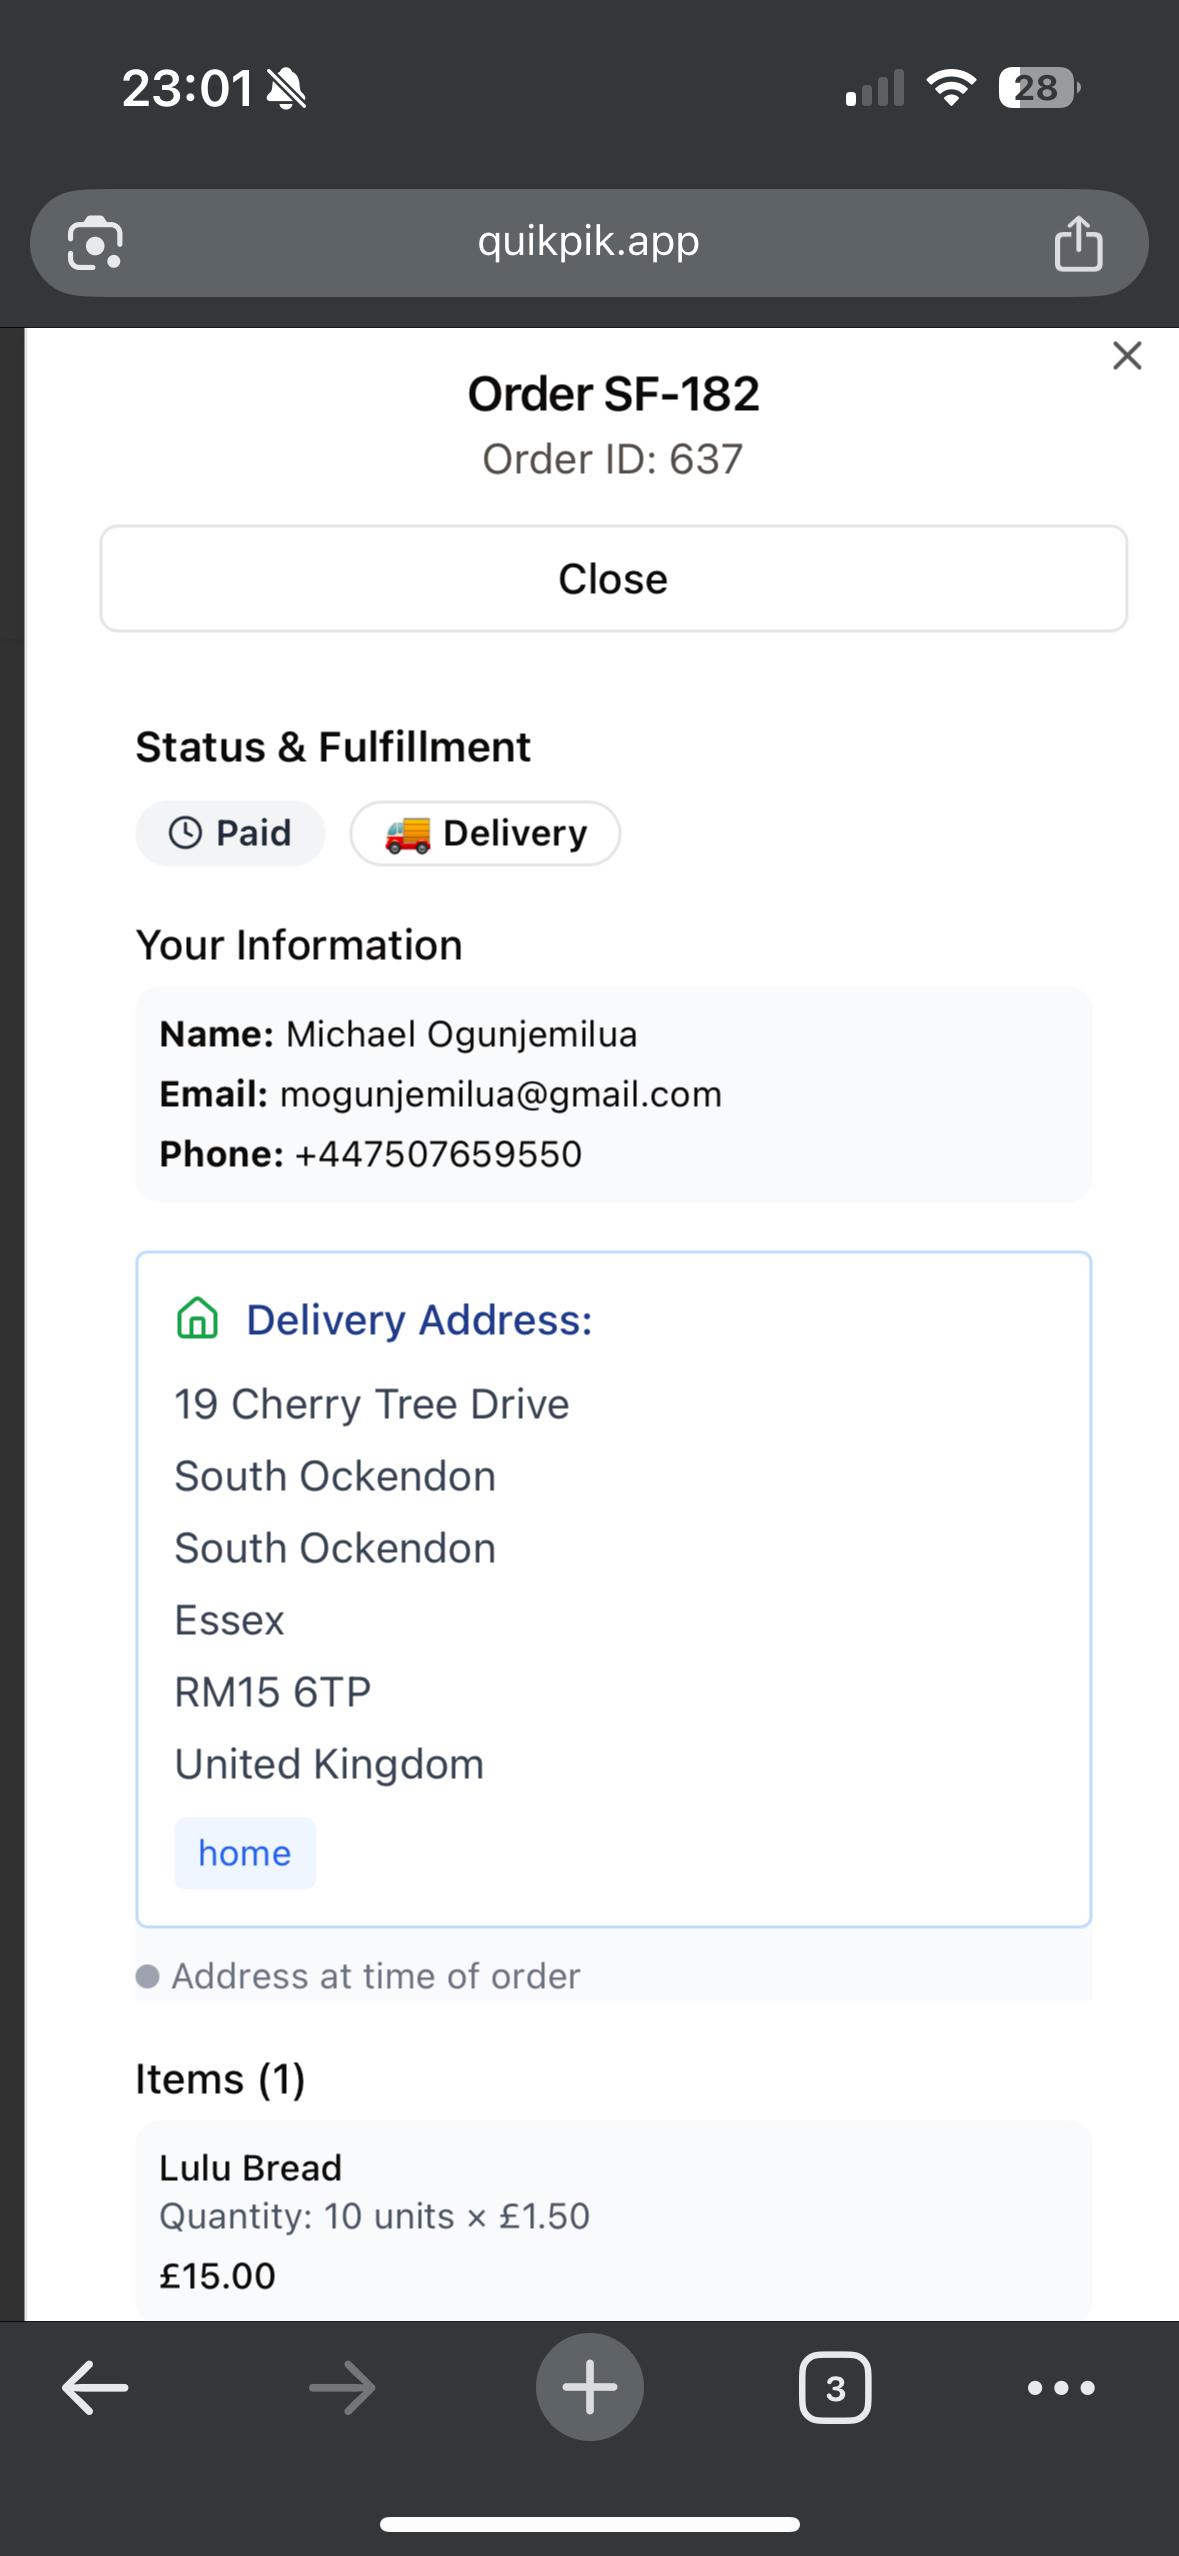 23:01
28
quikpik.app
Order SF-182
Order ID: 637
Close
Status & Fulfillment
Paid
Delivery
Your Information
Name: Michael Ogunjemilua
Email: mogunjemilua@gmail.com
Phone: +447507659550
Delivery Address:
19 Cherry Tree Drive
South Ockendon
South Ockendon
Essex
RM15 6TP
United Kingdom
home
Address at time of order
Items (1)
Lulu Bread
Quantity: 10 units × £1.50
£15.00
3